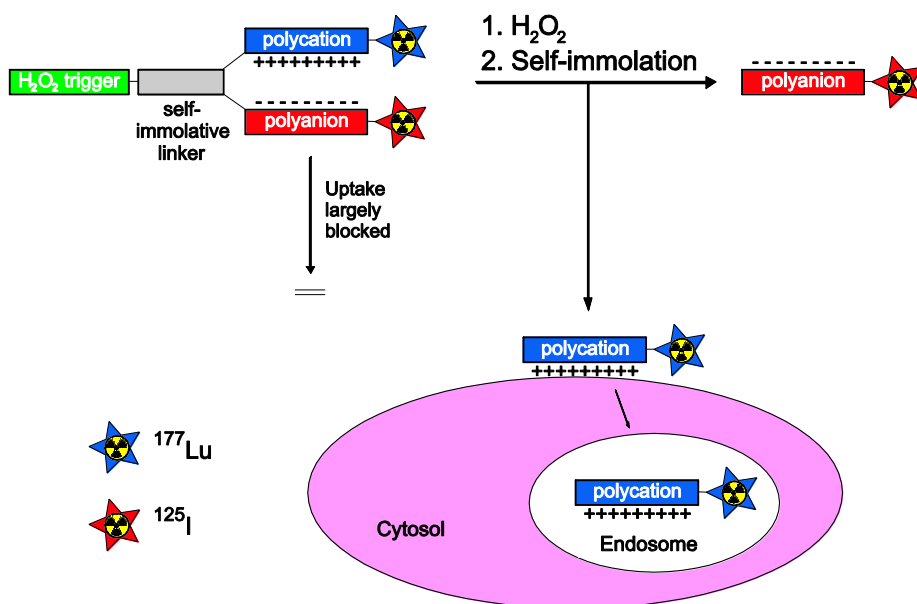 polycation
+++++++++
H₂O₂ trigger
self-
immolative
linker
---------
polyanion
1. H₂O₂
2. Self-immolation
---------
polyanion
Uptake
largely
blocked
polycation
+++++++++
polycation
+++++++++
Endosome
Cytosol
¹⁷⁷Lu
¹²⁵I